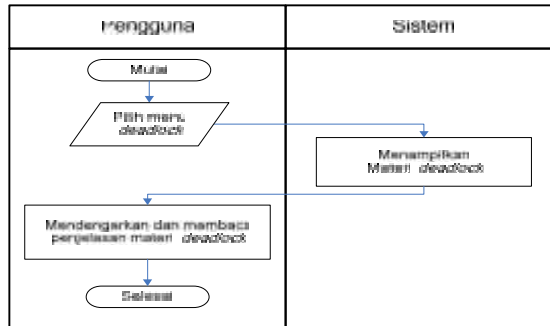 Pengguna
Sistem
Mulai
Pilih menu
deadlock
Menampilkan
Materi deadlock
Mendengarkan dan membaca
penjelasan materi deadlock
Selesai